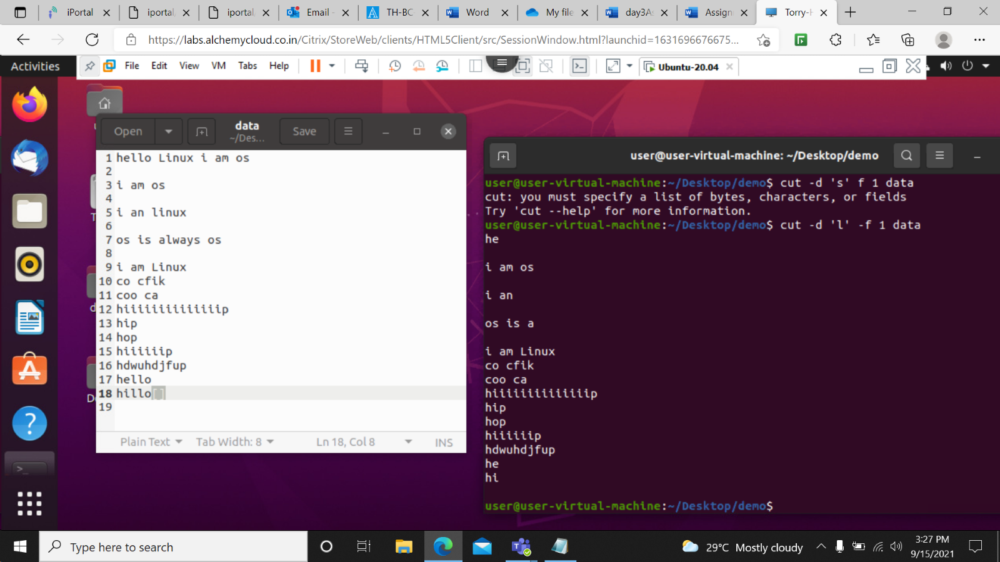 iPortal
iportal
iportal
Email
TH-BC
Word
My file
day3As
Assign
Torry-H
https://labs.alchemycloud.co.in/Citrix/StoreWeb/clients/HTML5Client/src/SessionWindow.html?launchid=1631696676675...
Activities
File Edit View VM Tabs Help
Ubuntu-20.04
Open
data
~/Des...
Save
1 hello Linux i am os
2
3 i am os
4
5 i an linux
6
7 os is always os
8
9 i am Linux
10 co cfik
11 coo ca
12 hiiiiiiiiiiiiiip
13 hip
14 hop
15 hiiiiiip
16 hdwuhdjfup
17 hello
18 hillo[]
19
Plain Text Tab Width: 8 Ln 18, Col 8 INS
user@user-virtual-machine: ~/Desktop/demo
user@user-virtual-machine:~/Desktop/demo$ cut -d 's' f 1 data
cut: you must specify a list of bytes, characters, or fields
Try 'cut --help' for more information.
user@user-virtual-machine:~/Desktop/demo$ cut -d 'l' -f 1 data
he
i am os
i an
os is a
i am Linux
co cfik
coo ca
hiiiiiiiiiiiiiip
hip
hop
hiiiiiip
hdwuhdjfup
he
hi
user@user-virtual-machine:~/Desktop/demo$
Type here to search
29°C Mostly cloudy
3:27 PM
9/15/2021